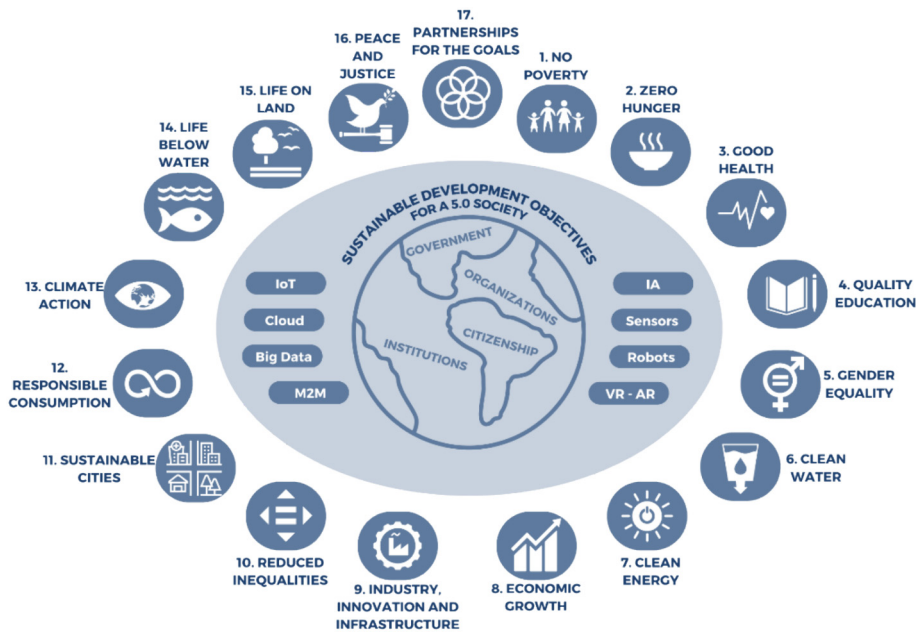 17.
PARTNERSHIPS
FOR THE GOALS
1. NO
POVERTY
2. ZERO
HUNGER
3. GOOD
HEALTH
4. QUALITY
EDUCATION
5. GENDER
EQUALITY
6. CLEAN
WATER
7. CLEAN
ENERGY
8. ECONOMIC
GROWTH
9. INDUSTRY,
INNOVATION AND
INFRASTRUCTURE
10. REDUCED
INEQUALITIES
11. SUSTAINABLE
CITIES
12.
RESPONSIBLE
CONSUMPTION
13. CLIMATE
ACTION
14. LIFE
BELOW
WATER
15. LIFE ON
LAND
16. PEACE
AND
JUSTICE
SUSTAINABLE DEVELOPMENT OBJECTIVES
FOR A 5.0 SOCIETY
GOVERNMENT
ORGANIZATIONS
CITIZENSHIP
INSTITUTIONS
IoT
Cloud
Big Data
M2M
IA
Sensors
Robots
VR - AR